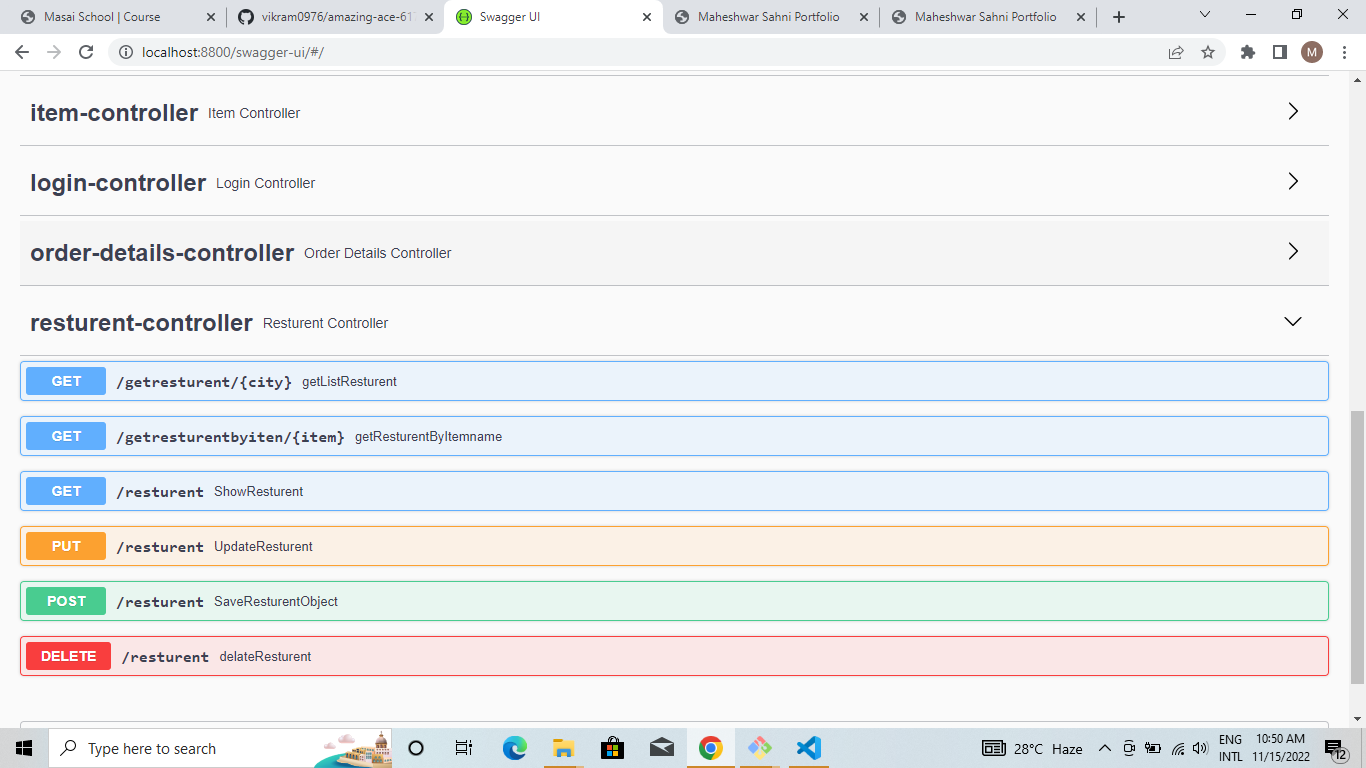 Masai School | Course
vikram0976/amazing-ace-617
Swagger UI
Maheshwar Sahni Portfolio
Maheshwar Sahni Portfolio
localhost:8800/swagger-ui/#/
M
item-controller Item Controller
login-controller Login Controller
order-details-controller Order Details Controller
resturent-controller Resturent Controller
GET /getresturent/{city} getListResturent
GET /getresturentbyiten/{item} getResturentByItemname
GET /resturent ShowResturent
PUT /resturent UpdateResturent
POST /resturent SaveResturentObject
DELETE /resturent delateResturent
Type here to search
28°C Haze
ENG
INTL
10:50 AM
11/15/2022
12